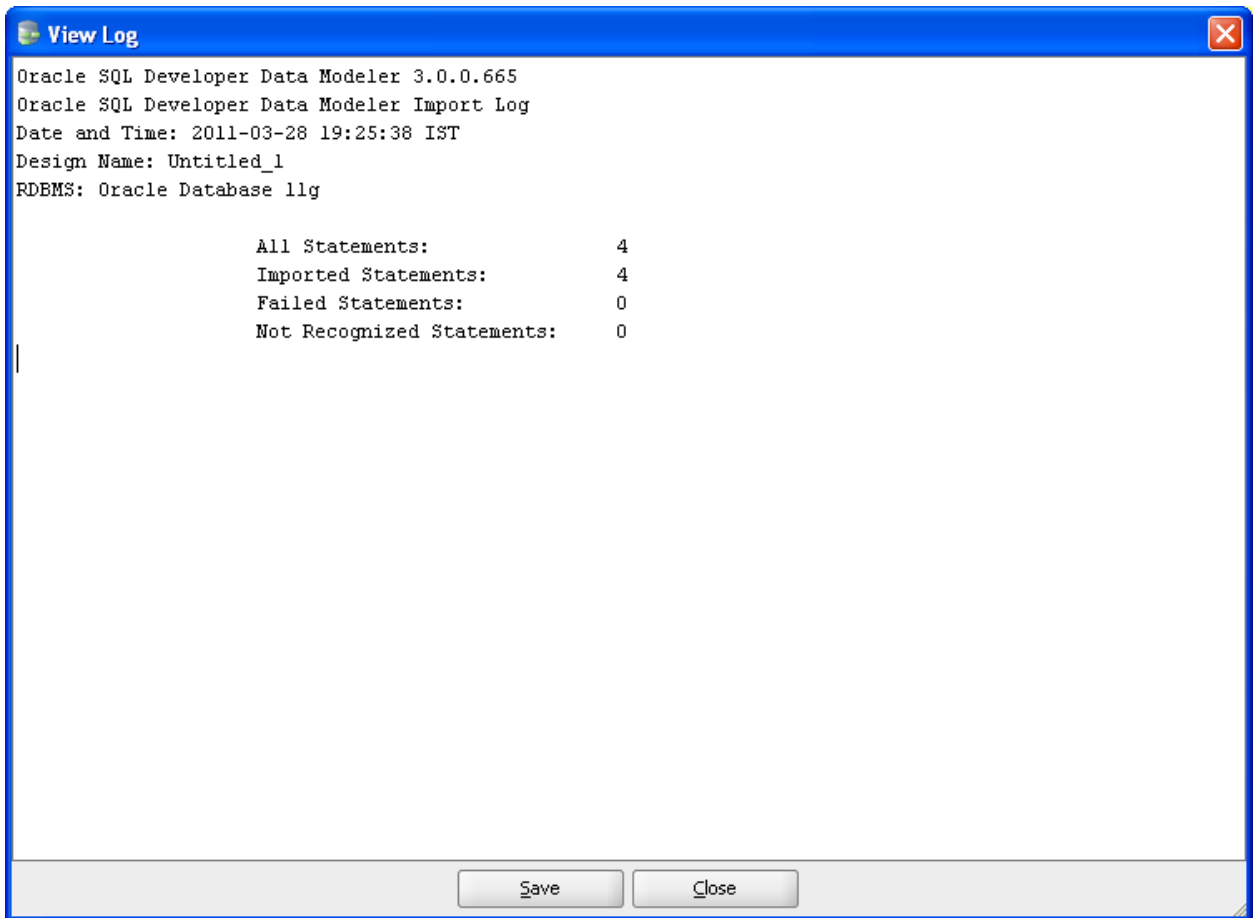 View Log
Oracle SQL Developer Data Modeler 3.0.0.665
Oracle SQL Developer Data Modeler Import Log
Date and Time: 2011-03-28 19:25:38 IST
Design Name: Untitled_1
RDBMS: Oracle Database 11g
All Statements: 4
Imported Statements: 4
Failed Statements: 0
Not Recognized Statements: 0
Save Close